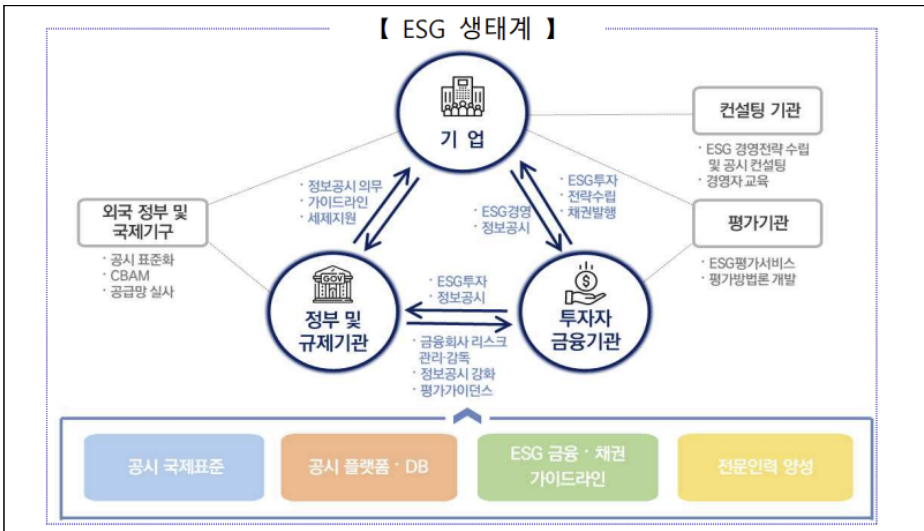 【 ESG 생태계 】
기 업
컨설팅 기관
· ESG 경영전략 수립
및 공시 컨설팅
· 경영자 교육
· 정보공시 의무
· 가이드라인
· 세제지원
· ESG투자
· 전략수립
· 채권발행
· ESG경영
· 정보공시
외국 정부 및
국제기구
· 공시 표준화
· CBAM
· 공급망 실사
평가기관
· ESG평가서비스
· 평가방법론 개발
GOV
정부 및
규제기관
· ESG투자
· 정보공시
$
투자자
금융기관
· 금융회사 리스크
관리·감독
· 정보공시 강화
· 평가가이던스
공시 국제표준
공시 플랫폼 · DB
ESG 금융 · 채권
가이드라인
전문인력 양성